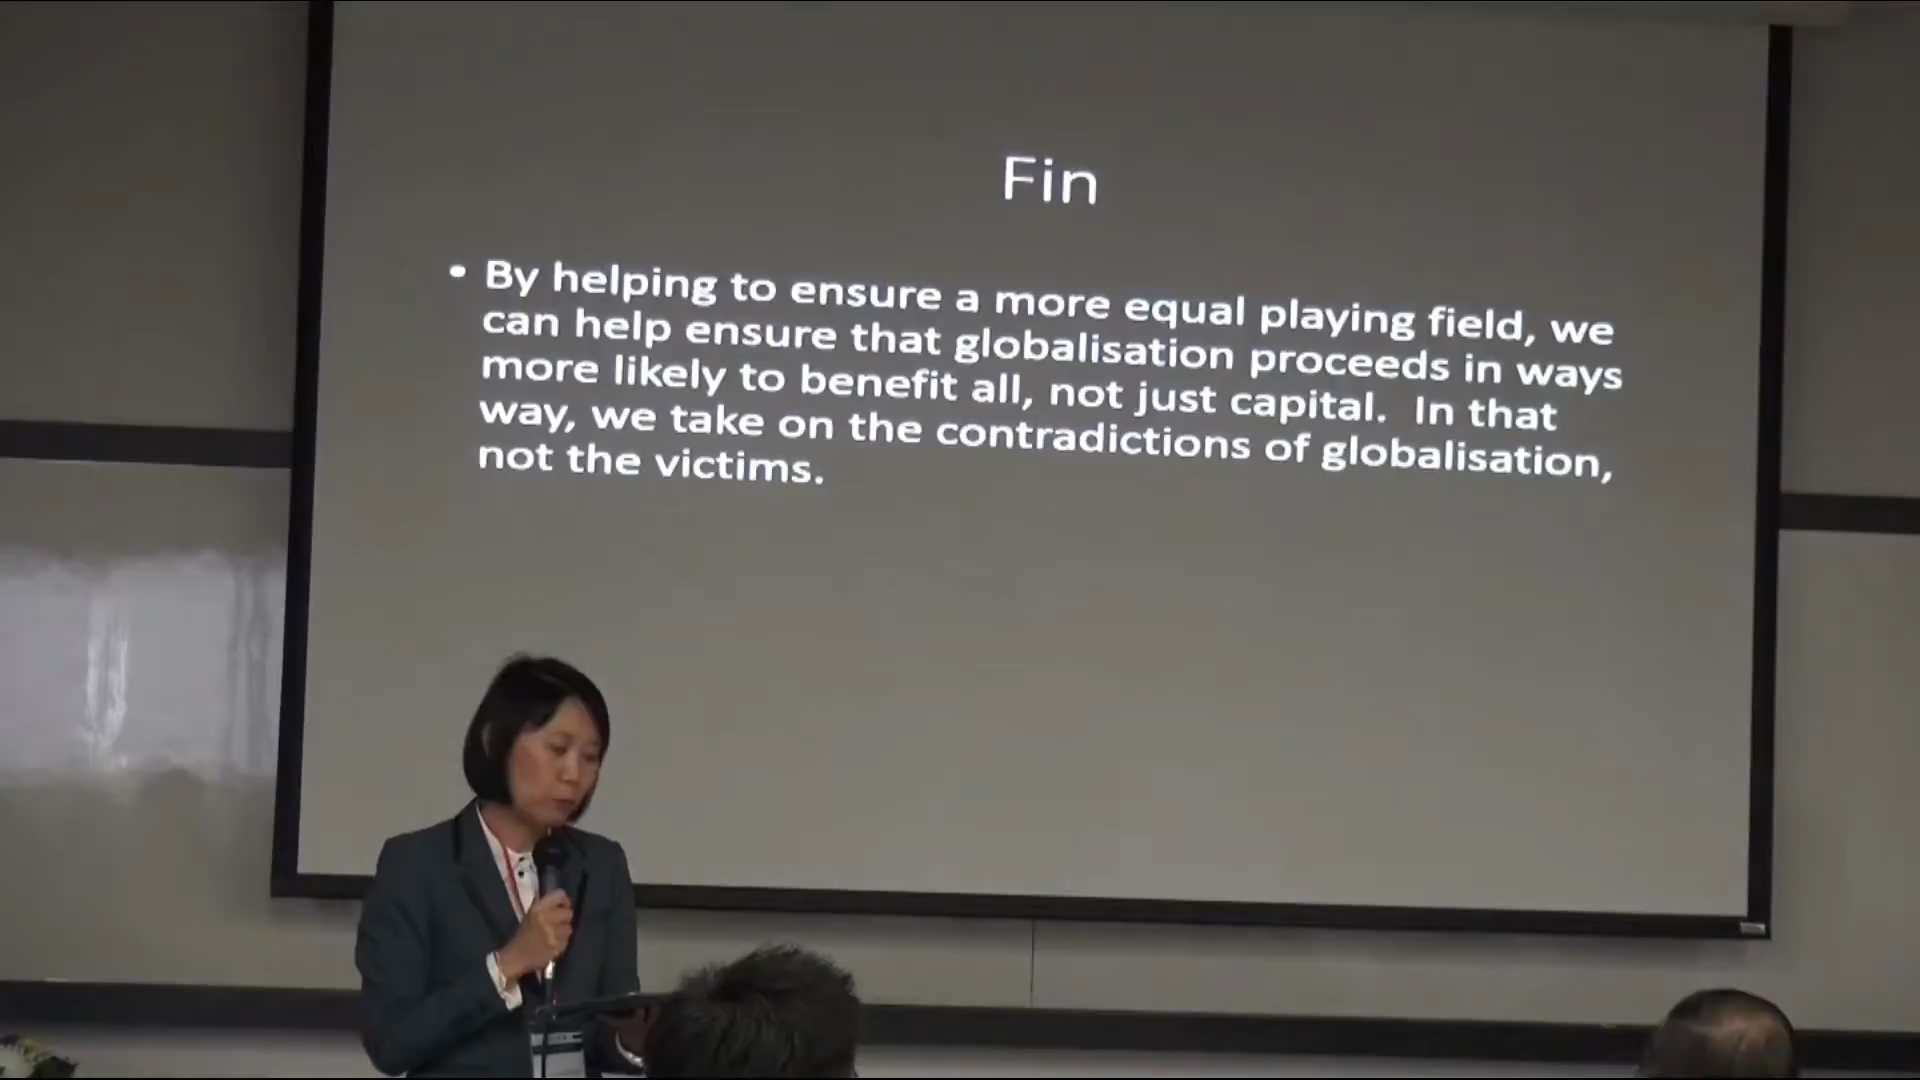 Fin
• By helping to ensure a more equal playing field, we
can help ensure that globalisation proceeds in ways
more likely to benefit all, not just capital.  In that
way, we take on the contradictions of globalisation,
not the victims.